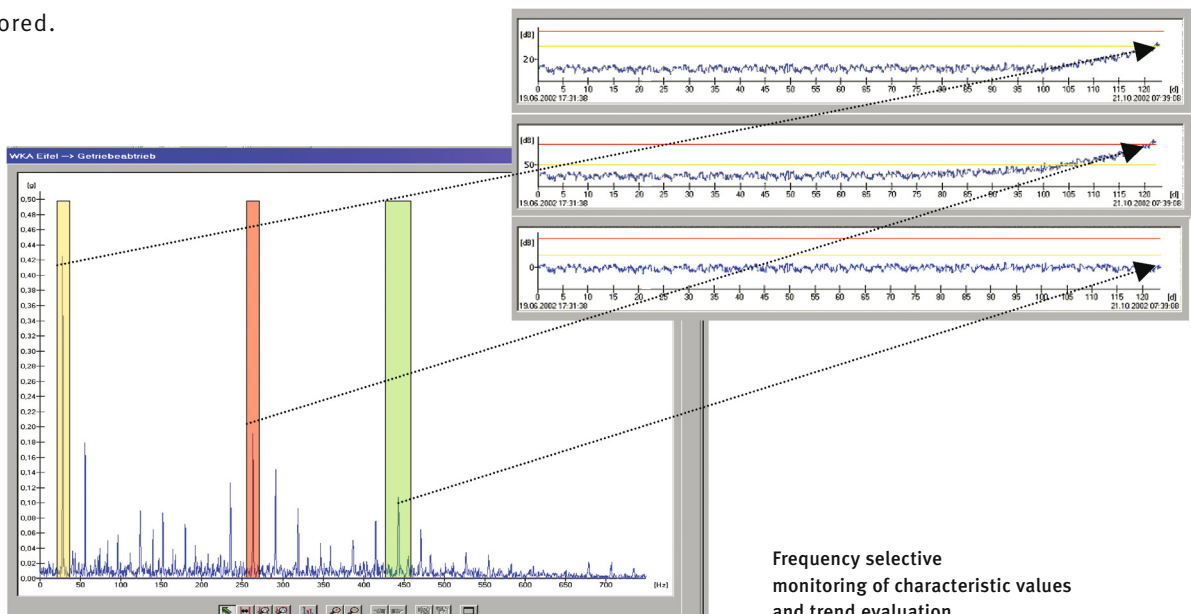 ored.
[dB]
20
0 5 10 15 20 25 30 35 40 45 50 55 60 65 70 75 80 85 90 95 100 105 110 115 120 [d]
19.06.2002 17:31:38 21.10.2002 07:39:08
[dB]
50
0 5 10 15 20 25 30 35 40 45 50 55 60 65 70 75 80 85 90 95 100 105 110 115 120 [d]
19.06.2002 17:31:38 21.10.2002 07:39:08
[dB]
0
0 5 10 15 20 25 30 35 40 45 50 55 60 65 70 75 80 85 90 95 100 105 110 115 120 [d]
19.06.2002 17:31:38 21.10.2002 07:39:08
WKA Eifel --> Getriebeabtrieb
[g]
0,50
0,48
0,46
0,44
0,42
0,40
0,38
0,36
0,34
0,32
0,30
0,28
0,26
0,24
0,22
0,20
0,18
0,16
0,14
0,12
0,10
0,08
0,06
0,04
0,02
0,00
0 50 100 150 200 250 300 350 400 450 500 550 600 650 700 [Hz]
Frequency selective
monitoring of characteristic values
and trend evaluation